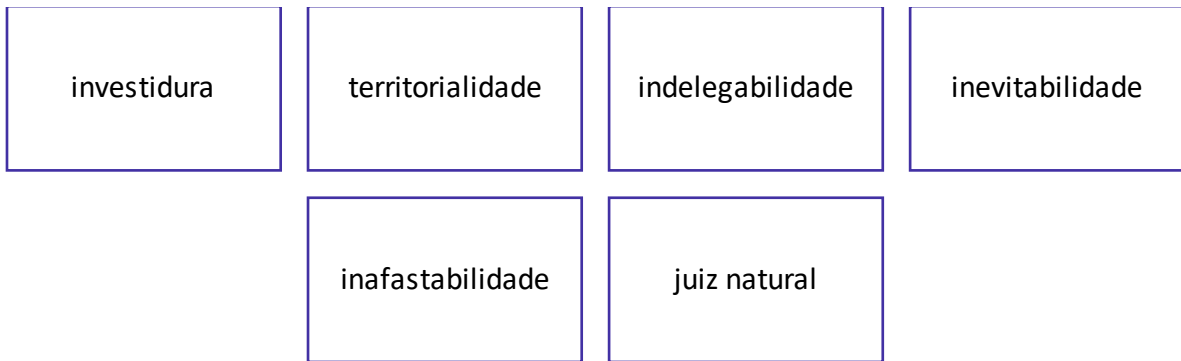 investidura
territorialidade
indelegabilidade
inevitabilidade
inafastabilidade
juiz natural